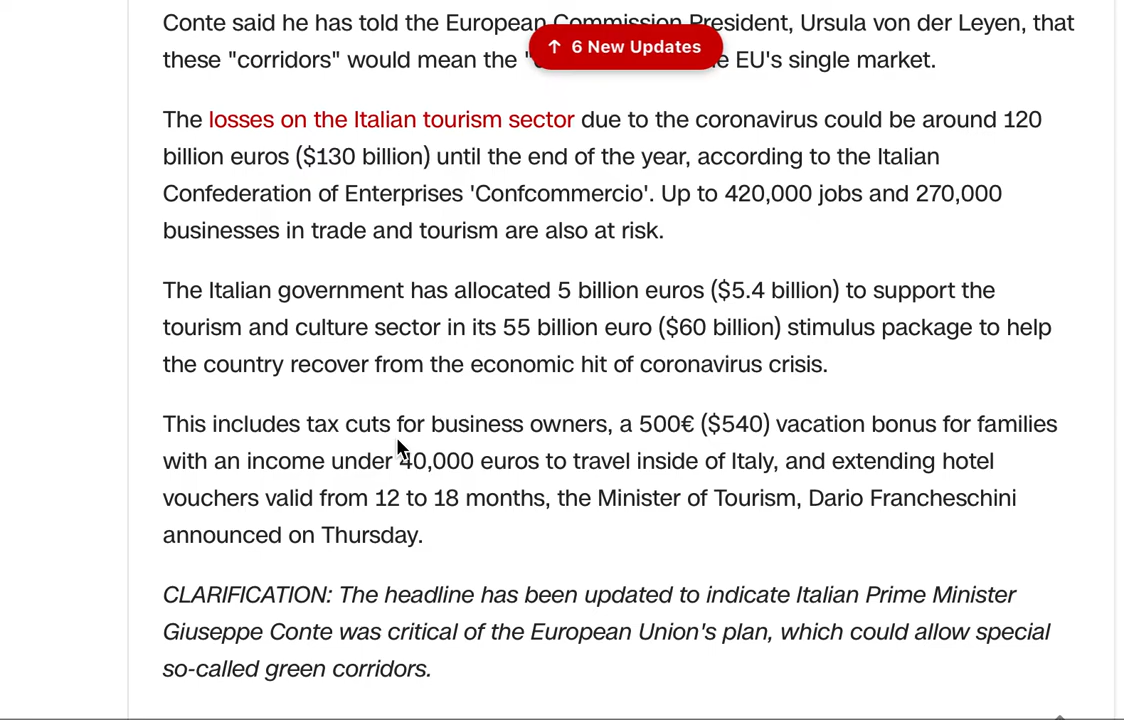 Conte said he has told the European Commission President, Ursula von der Leyen, that
↑ 6 New Updates
these "corridors" would mean the " EU's single market.
The losses on the Italian tourism sector due to the coronavirus could be around 120
billion euros ($130 billion) until the end of the year, according to the Italian
Confederation of Enterprises 'Confcommercio'. Up to 420,000 jobs and 270,000
businesses in trade and tourism are also at risk.
The Italian government has allocated 5 billion euros ($5.4 billion) to support the
tourism and culture sector in its 55 billion euro ($60 billion) stimulus package to help
the country recover from the economic hit of coronavirus crisis.
This includes tax cuts for business owners, a 500€ ($540) vacation bonus for families
with an income under 40,000 euros to travel inside of Italy, and extending hotel
vouchers valid from 12 to 18 months, the Minister of Tourism, Dario Francheschini
announced on Thursday.
CLARIFICATION: The headline has been updated to indicate Italian Prime Minister
Giuseppe Conte was critical of the European Union's plan, which could allow special
so-called green corridors.